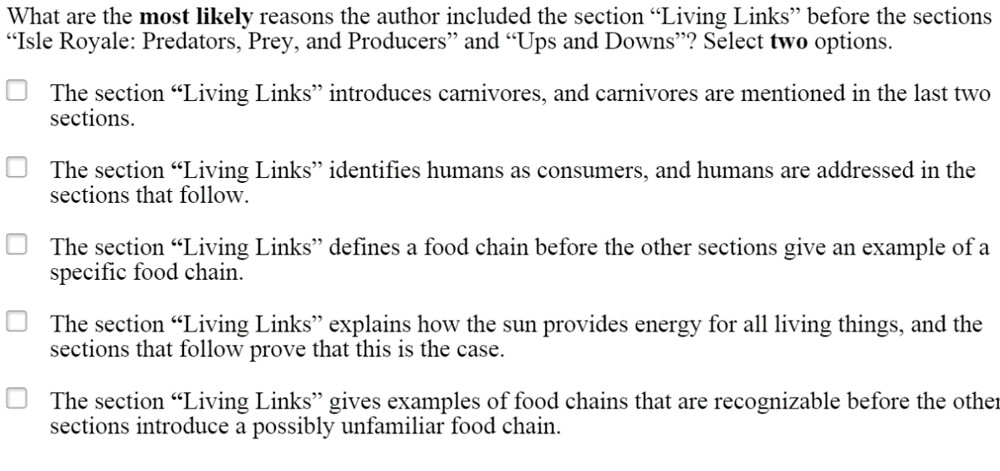 What are the most likely reasons the author included the section “Living Links” before the sections
“Isle Royale: Predators, Prey, and Producers” and “Ups and Downs”? Select two options.
The section “Living Links” introduces carnivores, and carnivores are mentioned in the last two
sections.
The section “Living Links” identifies humans as consumers, and humans are addressed in the
sections that follow.
The section “Living Links” defines a food chain before the other sections give an example of a
specific food chain.
The section “Living Links” explains how the sun provides energy for all living things, and the
sections that follow prove that this is the case.
The section “Living Links” gives examples of food chains that are recognizable before the other
sections introduce a possibly unfamiliar food chain.